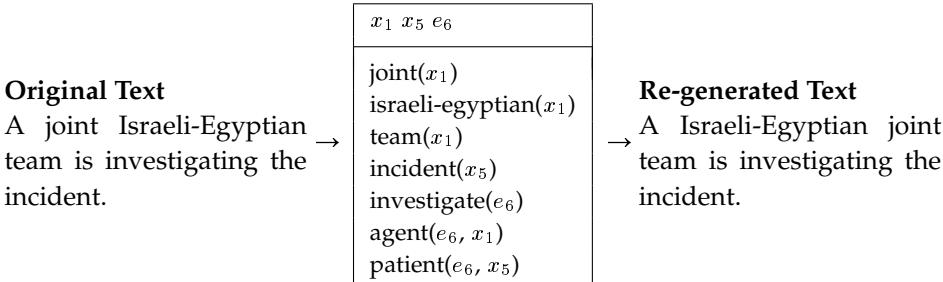 Original Text
A joint Israeli-Egyptian
team is investigating the
incident.
→
x₁ x₅ e₆
joint(x₁)
israeli-egyptian(x₁)
team(x₁)
incident(x₅)
investigate(e₆)
agent(e₆, x₁)
patient(e₆, x₅)
→
Re-generated Text
A Israeli-Egyptian joint
team is investigating the
incident.